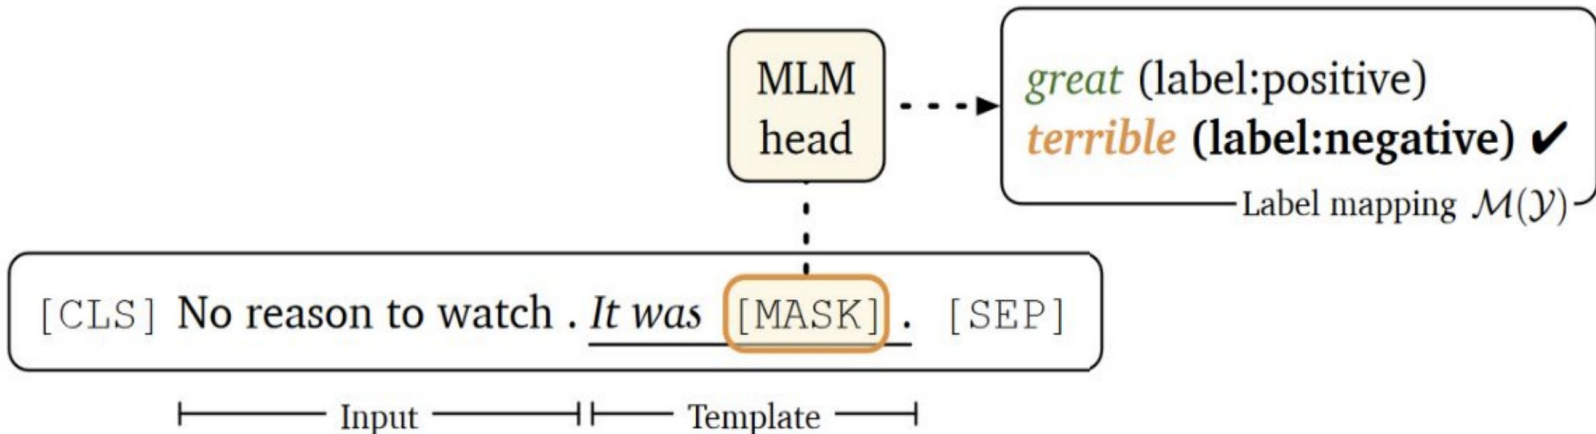 MLM
head
great (label:positive)
terrible (label:negative) ✔
Label mapping ℳ(𝒴)
[CLS] No reason to watch . It was [MASK] . [SEP]
Input
Template